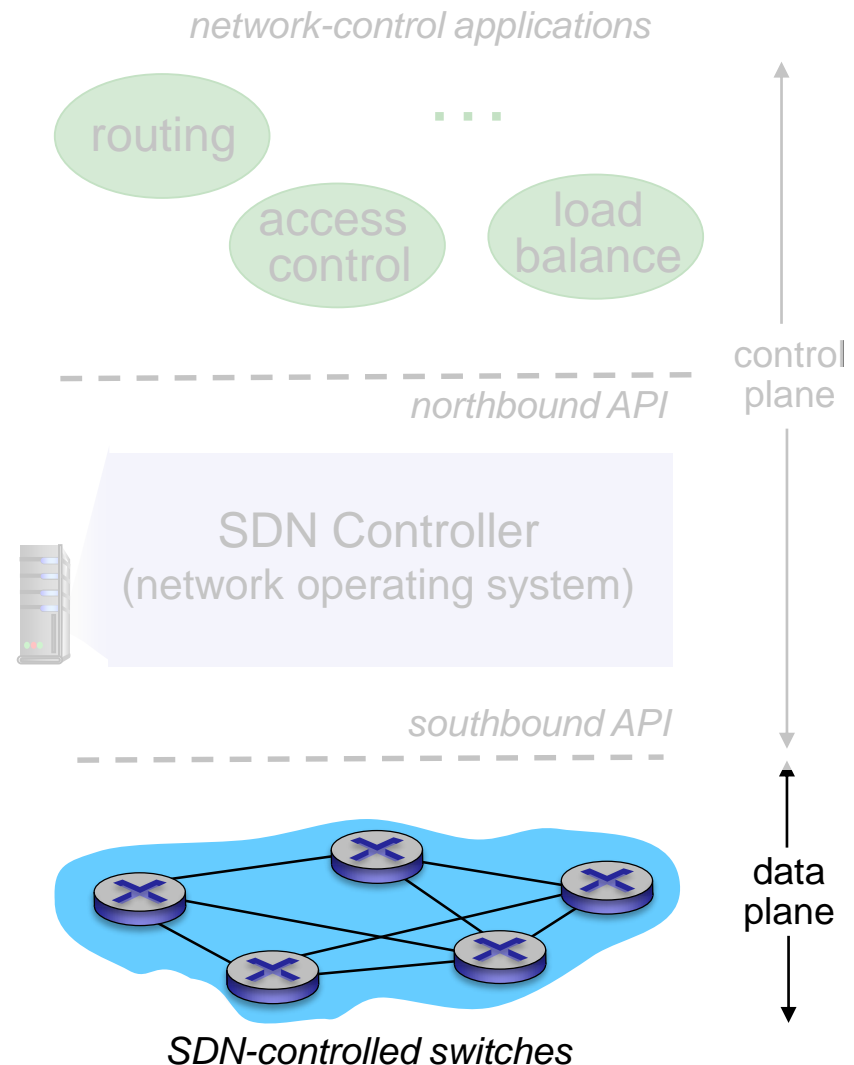 network-control applications
routing
...
access
control
load
balance
control
plane
northbound API
SDN Controller
(network operating system)
southbound API
data
plane
SDN-controlled switches